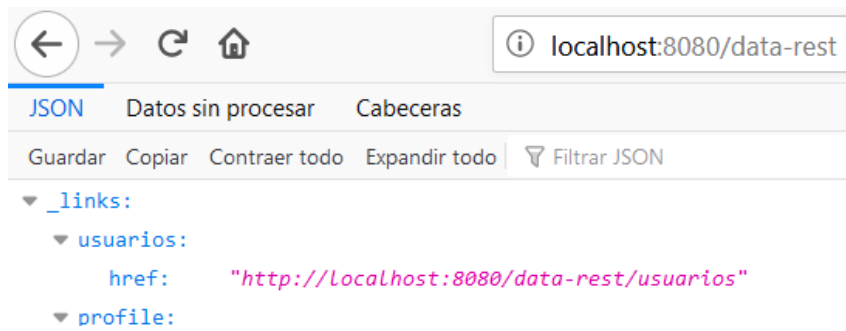 localhost:8080/data-rest
JSON Datos sin procesar Cabeceras
Guardar Copiar Contraer todo Expandir todo Filtrar JSON
_links:
usuarios:
href: "http://localhost:8080/data-rest/usuarios"
profile: